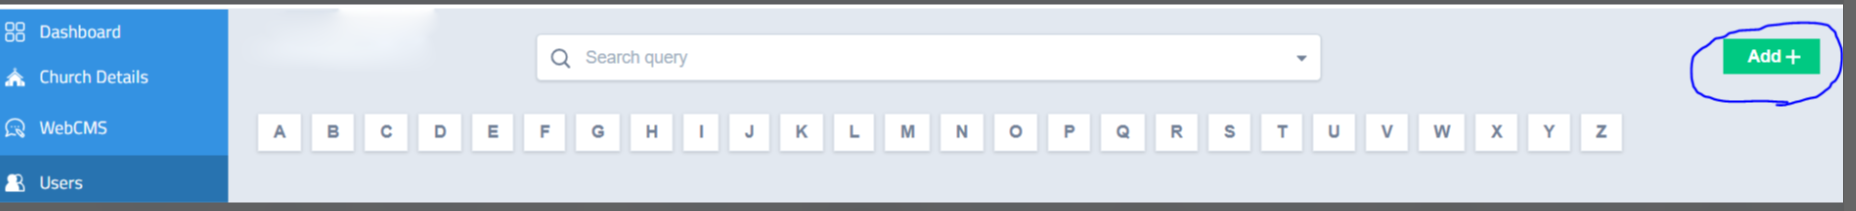 Dashboard
Church Details
WebCMS
Users
Search query
Add+
A B C D E F G H I J K L M N O P Q R S T U V W X Y Z